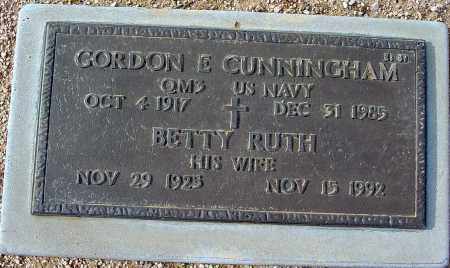 GORDON E CUNNINGHAM
QM3 US NAVY
OCT 4 1917 DEC 31 1985
BETTY RUTH
HIS WIFE
NOV 29 1925 NOV 15 1992